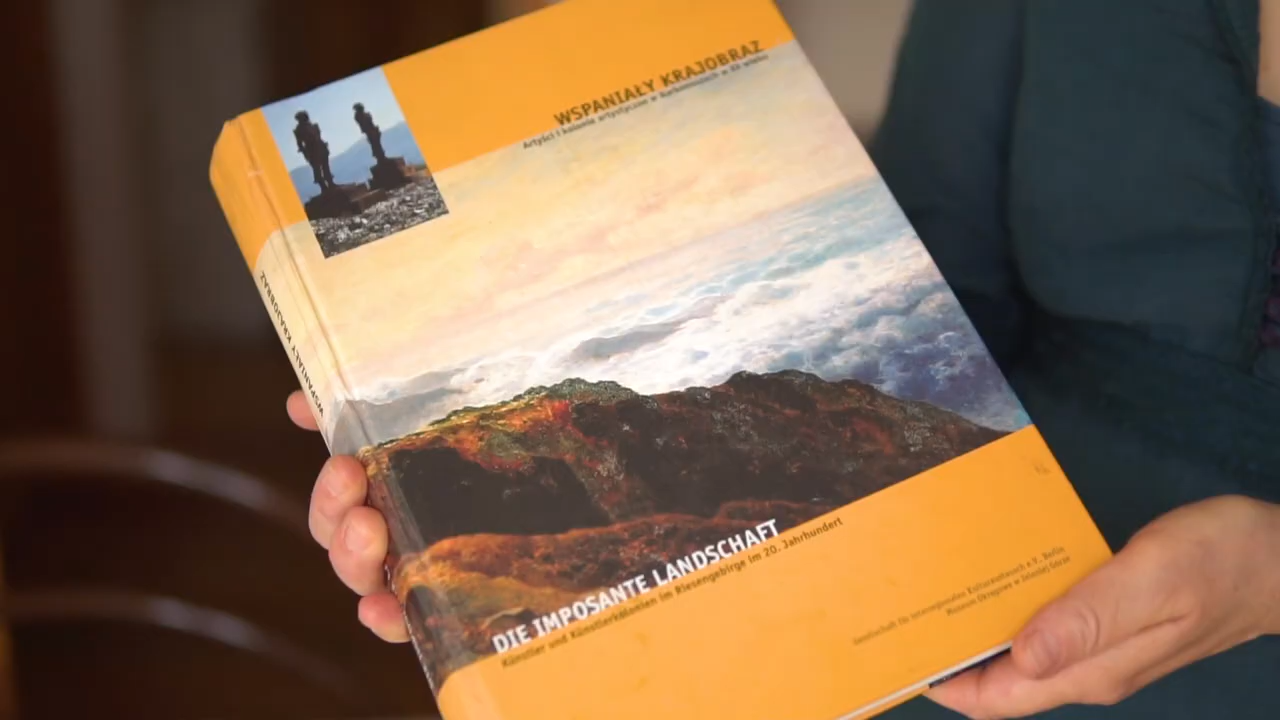 WSPANIAŁY KRAJOBRAZ
Artyści i kolonie artystyczne w Karkonoszach w XX wieku
WSPANIAŁY KRAJOBRAZ
DIE IMPOSANTE LANDSCHAFT
Künstler und Künstlerkolonien im Riesengebirge im 20. Jahrhundert
Gesellschaft für interregionalen Kulturaustausch e.V., Berlin
Muzeum Okręgowe w Jeleniej Górze